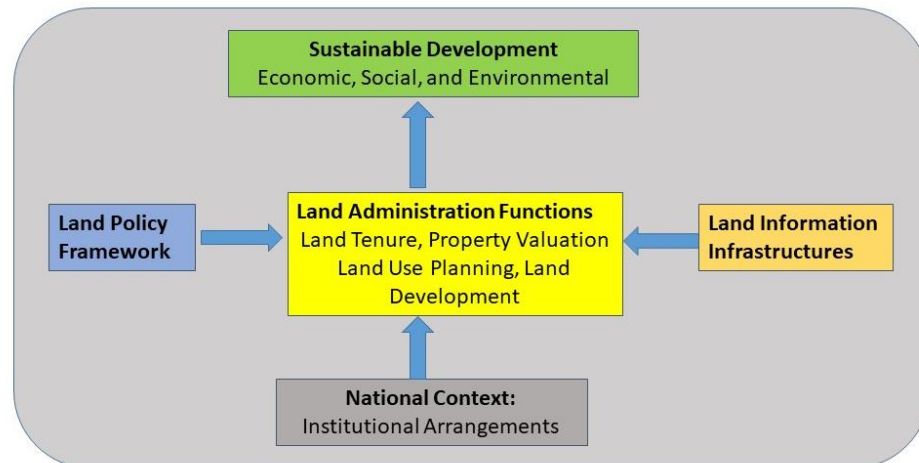 Sustainable Development
Economic, Social, and Environmental
Land Policy
Framework
Land Administration Functions
Land Tenure, Property Valuation
Land Use Planning, Land
Development
Land Information
Infrastructures
National Context:
Institutional Arrangements